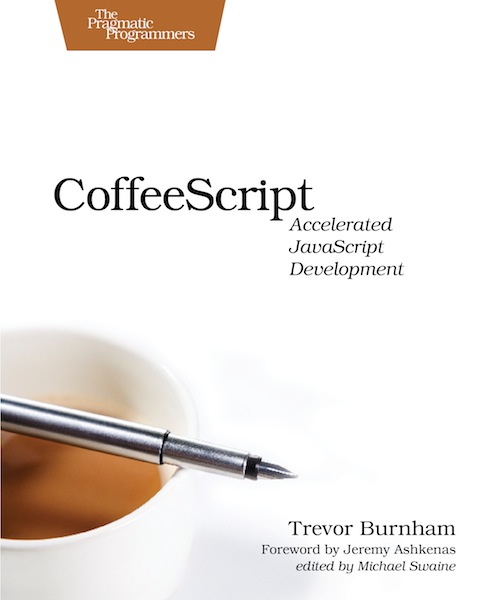 The
Pragmatic
Programmers
CoffeeScript
Accelerated
JavaScript
Development
Trevor Burnham
Foreword by Jeremy Ashkenas
edited by Michael Swaine